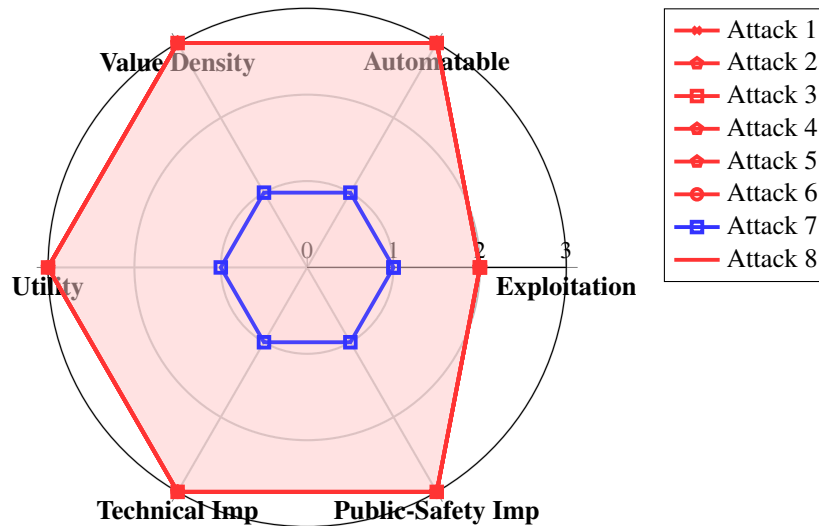 Value Density
Automatable
0
1
2
3
Utility
Exploitation
Technical Imp
Public-Safety Imp
Attack 1
Attack 2
Attack 3
Attack 4
Attack 5
Attack 6
Attack 7
Attack 8